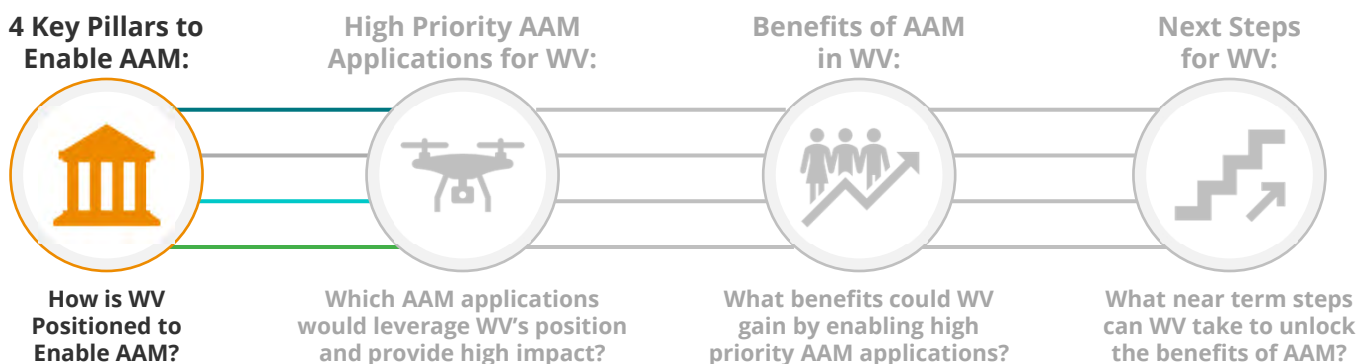 4 Key Pillars to
Enable AAM:
High Priority AAM
Applications for WV:
Benefits of AAM
in WV:
Next Steps
for WV:
How is WV
Positioned to
Enable AAM?
Which AAM applications
would leverage WV’s position
and provide high impact?
What benefits could WV
gain by enabling high
priority AAM applications?
What near term steps
can WV take to unlock
the benefits of AAM?